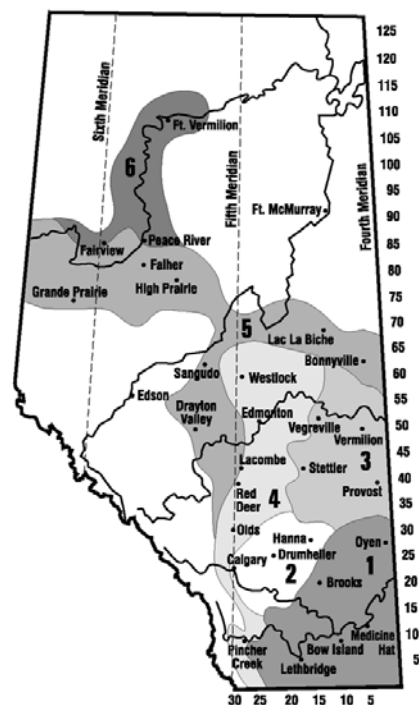 125
120
115
110
105
100
95
90
85
80
75
70
65
60
55
50
45
40
35
30
25
20
15
10
5
30 25 20 15 10 5
Sixth Meridian
Fifth Meridian
Fourth Meridian
Ft. Vermilion
6
Ft. McMurray
Peace River
Fairview
Falher
High Prairie
Grande Prairie
5
Lac La Biche
Bonnyville
Sangudo
Westlock
Edson
Drayton
Valley
Edmonton
Vegreville
Vermilion
3
Lacombe
Stettler
Provost
4
Red
Deer
Olds
Hanna
Oyen
1
Calgary
Drumheller
2
Brooks
Pincher
Creek
Lethbridge
Bow Island
Medicine
Hat